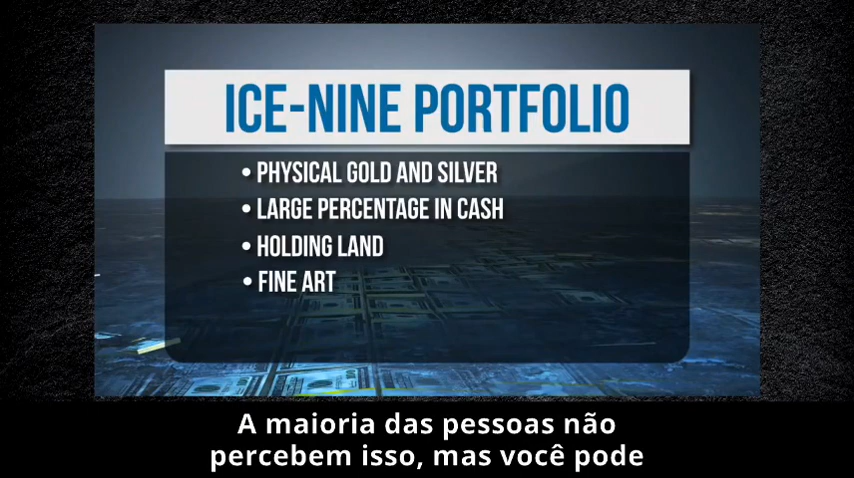 ICE-NINE PORTFOLIO
• PHYSICAL GOLD AND SILVER
• LARGE PERCENTAGE IN CASH
• HOLDING LAND
• FINE ART
A maioria das pessoas não
percebem isso, mas você pode